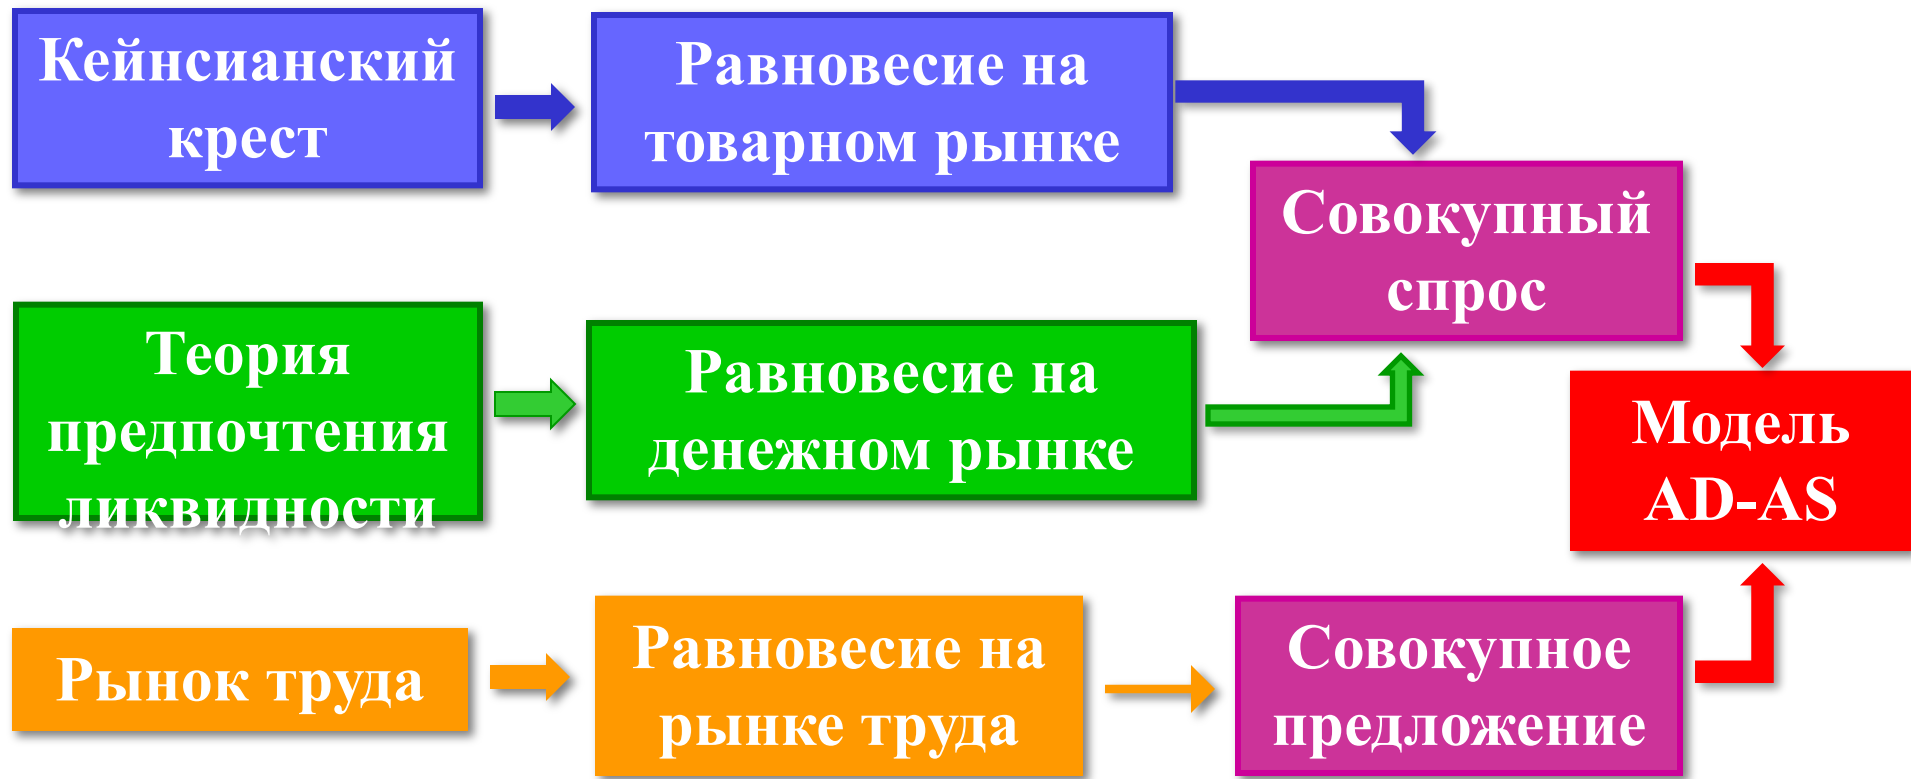 Кейнсианский
крест
Равновесие на
товарном рынке
Совокупный
спрос
Теория
предпочтения
ликвидности
Равновесие на
денежном рынке
Модель
AD-AS
Рынок труда
Равновесие на
рынке труда
Совокупное
предложение